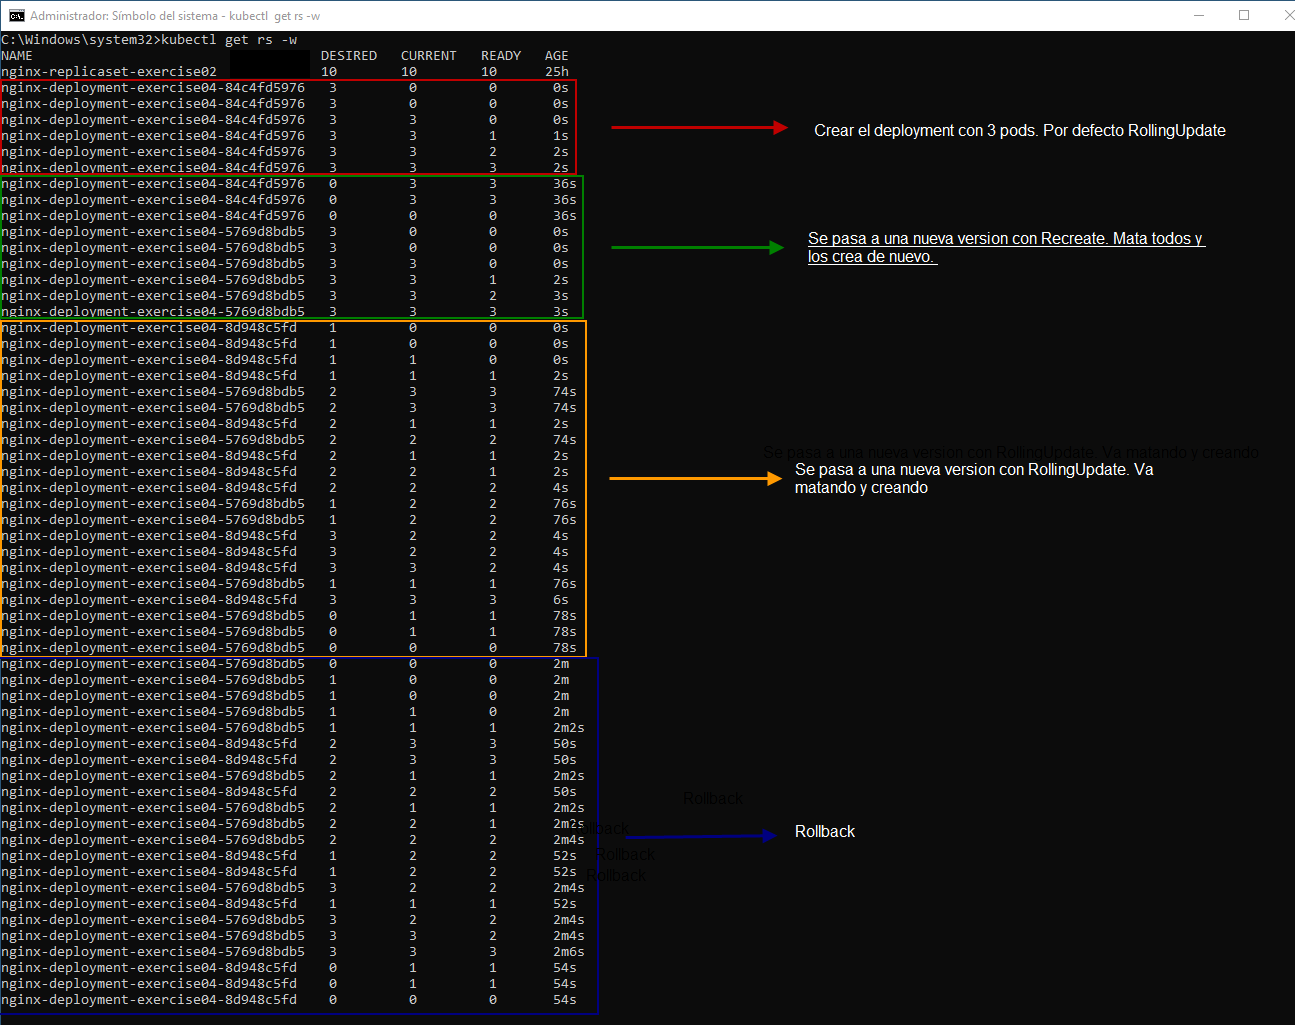 Administrador: Símbolo del sistema - kubectl  get rs -w
C:\Windows\system32>kubectl get rs -w
NAME DESIRED CURRENT READY AGE
nginx-replicaset-exercise02 10 10 10 25h
nginx-deployment-exercise04-84c4fd5976 3 0 0 0s
nginx-deployment-exercise04-84c4fd5976 3 0 0 0s
nginx-deployment-exercise04-84c4fd5976 3 3 0 0s
nginx-deployment-exercise04-84c4fd5976 3 3 1 1s
nginx-deployment-exercise04-84c4fd5976 3 3 2 2s
nginx-deployment-exercise04-84c4fd5976 3 3 3 2s
Crear el deployment con 3 pods. Por defecto RollingUpdate
nginx-deployment-exercise04-84c4fd5976 0 3 3 36s
nginx-deployment-exercise04-84c4fd5976 0 3 3 36s
nginx-deployment-exercise04-84c4fd5976 0 0 0 36s
nginx-deployment-exercise04-5769d8bdb5 3 0 0 0s
nginx-deployment-exercise04-5769d8bdb5 3 0 0 0s
nginx-deployment-exercise04-5769d8bdb5 3 3 0 0s
nginx-deployment-exercise04-5769d8bdb5 3 3 1 2s
nginx-deployment-exercise04-5769d8bdb5 3 3 2 3s
nginx-deployment-exercise04-5769d8bdb5 3 3 3 3s
Se pasa a una nueva version con Recreate. Mata todos y
los crea de nuevo.
nginx-deployment-exercise04-8d948c5fd 1 0 0 0s
nginx-deployment-exercise04-8d948c5fd 1 0 0 0s
nginx-deployment-exercise04-8d948c5fd 1 1 0 0s
nginx-deployment-exercise04-8d948c5fd 1 1 1 2s
nginx-deployment-exercise04-5769d8bdb5 2 3 3 74s
nginx-deployment-exercise04-5769d8bdb5 2 3 3 74s
nginx-deployment-exercise04-8d948c5fd 2 1 1 2s
nginx-deployment-exercise04-5769d8bdb5 2 2 2 74s
nginx-deployment-exercise04-8d948c5fd 2 1 1 2s
nginx-deployment-exercise04-8d948c5fd 2 2 1 2s
nginx-deployment-exercise04-8d948c5fd 2 2 2 4s
nginx-deployment-exercise04-5769d8bdb5 1 2 2 76s
nginx-deployment-exercise04-5769d8bdb5 1 2 2 76s
nginx-deployment-exercise04-8d948c5fd 3 2 2 4s
nginx-deployment-exercise04-8d948c5fd 3 2 2 4s
nginx-deployment-exercise04-8d948c5fd 3 3 2 4s
nginx-deployment-exercise04-5769d8bdb5 1 1 1 76s
nginx-deployment-exercise04-8d948c5fd 3 3 3 6s
nginx-deployment-exercise04-5769d8bdb5 0 1 1 78s
nginx-deployment-exercise04-5769d8bdb5 0 1 1 78s
nginx-deployment-exercise04-5769d8bdb5 0 0 0 78s
Se pasa a una nueva version con RollingUpdate. Va matando y creando
Se pasa a una nueva version con RollingUpdate. Va
matando y creando
nginx-deployment-exercise04-5769d8bdb5 0 0 0 2m
nginx-deployment-exercise04-5769d8bdb5 1 0 0 2m
nginx-deployment-exercise04-5769d8bdb5 1 0 0 2m
nginx-deployment-exercise04-5769d8bdb5 1 1 0 2m
nginx-deployment-exercise04-5769d8bdb5 1 1 1 2m2s
nginx-deployment-exercise04-8d948c5fd 2 3 3 50s
nginx-deployment-exercise04-8d948c5fd 2 3 3 50s
nginx-deployment-exercise04-5769d8bdb5 2 1 1 2m2s
nginx-deployment-exercise04-8d948c5fd 2 2 2 50s
nginx-deployment-exercise04-5769d8bdb5 2 1 1 2m2s
nginx-deployment-exercise04-5769d8bdb5 2 2 1 2m2s
nginx-deployment-exercise04-5769d8bdb5 2 2 2 2m4s
nginx-deployment-exercise04-8d948c5fd 1 2 2 52s
nginx-deployment-exercise04-8d948c5fd 1 2 2 52s
nginx-deployment-exercise04-5769d8bdb5 3 2 2 2m4s
nginx-deployment-exercise04-8d948c5fd 1 1 1 52s
nginx-deployment-exercise04-5769d8bdb5 3 2 2 2m4s
nginx-deployment-exercise04-5769d8bdb5 3 3 2 2m4s
nginx-deployment-exercise04-5769d8bdb5 3 3 3 2m6s
nginx-deployment-exercise04-8d948c5fd 0 1 1 54s
nginx-deployment-exercise04-8d948c5fd 0 1 1 54s
nginx-deployment-exercise04-8d948c5fd 0 0 0 54s
Rollback
Rollback
Rollback
Rollback
Rollback